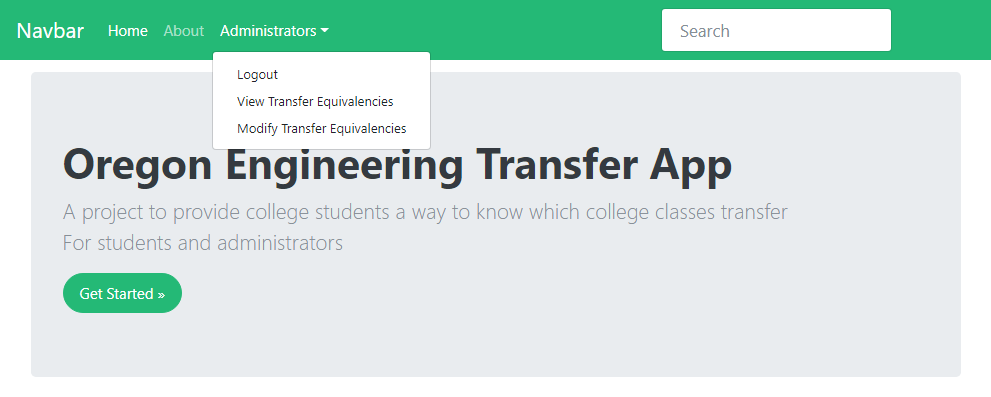 Navbar Home About Administrators Search
Logout
View Transfer Equivalencies
Modify Transfer Equivalencies
Oregon Engineering Transfer App
A project to provide college students a way to know which college classes transfer
For students and administrators
Get Started »